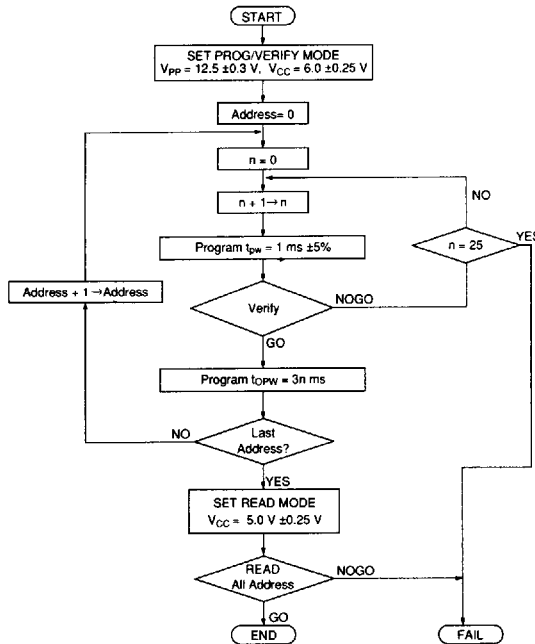 START
SET PROG/VERIFY MODE
VPP = 12.5 ±0.3 V, VCC = 6.0 ±0.25 V
Address= 0
n = 0
n + 1→n
NO
YES
n = 25
Program tpw = 1 ms ±5%
Address + 1→Address
Verify
NOGO
GO
Program tOPW = 3n ms
NO
Last
Address?
YES
SET READ MODE
VCC = 5.0 V ±0.25 V
READ
All Address
NOGO
GO
END
FAIL